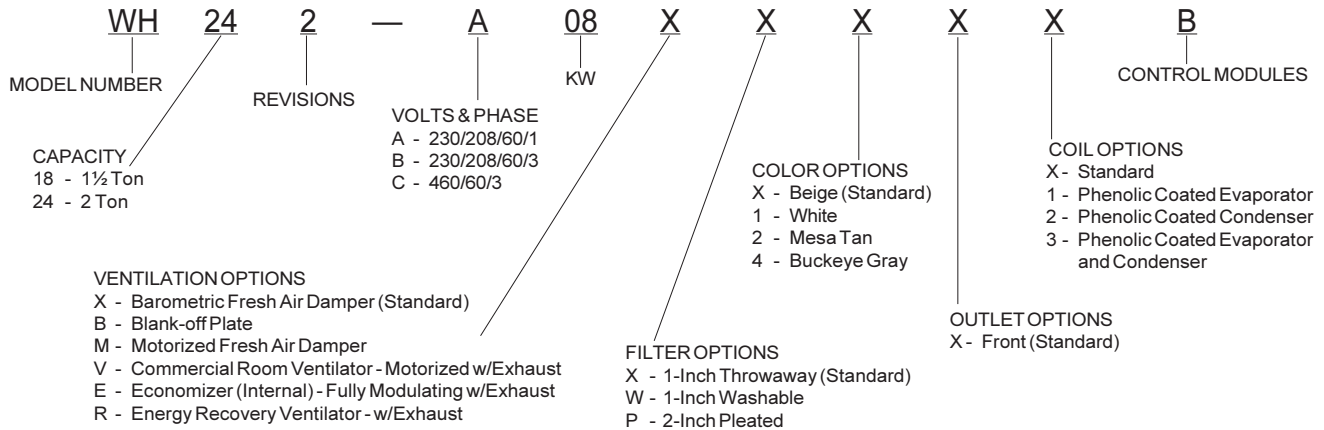 WH 24 2 — A 08 X X X X X B
MODEL NUMBER
CAPACITY
18 - 1½ Ton
24 - 2 Ton
REVISIONS
VOLTS & PHASE
A - 230/208/60/1
B - 230/208/60/3
C - 460/60/3
KW
VENTILATION OPTIONS
X - Barometric Fresh Air Damper (Standard)
B - Blank-off Plate
M - Motorized Fresh Air Damper
V - Commercial Room Ventilator - Motorized w/Exhaust
E - Economizer (Internal) - Fully Modulating w/Exhaust
R - Energy Recovery Ventilator - w/Exhaust
FILTER OPTIONS
X - 1-Inch Throwaway (Standard)
W - 1-Inch Washable
P - 2-Inch Pleated
COLOR OPTIONS
X - Beige (Standard)
1 - White
2 - Mesa Tan
4 - Buckeye Gray
OUTLET OPTIONS
X - Front (Standard)
COIL OPTIONS
X - Standard
1 - Phenolic Coated Evaporator
2 - Phenolic Coated Condenser
3 - Phenolic Coated Evaporator
and Condenser
CONTROL MODULES